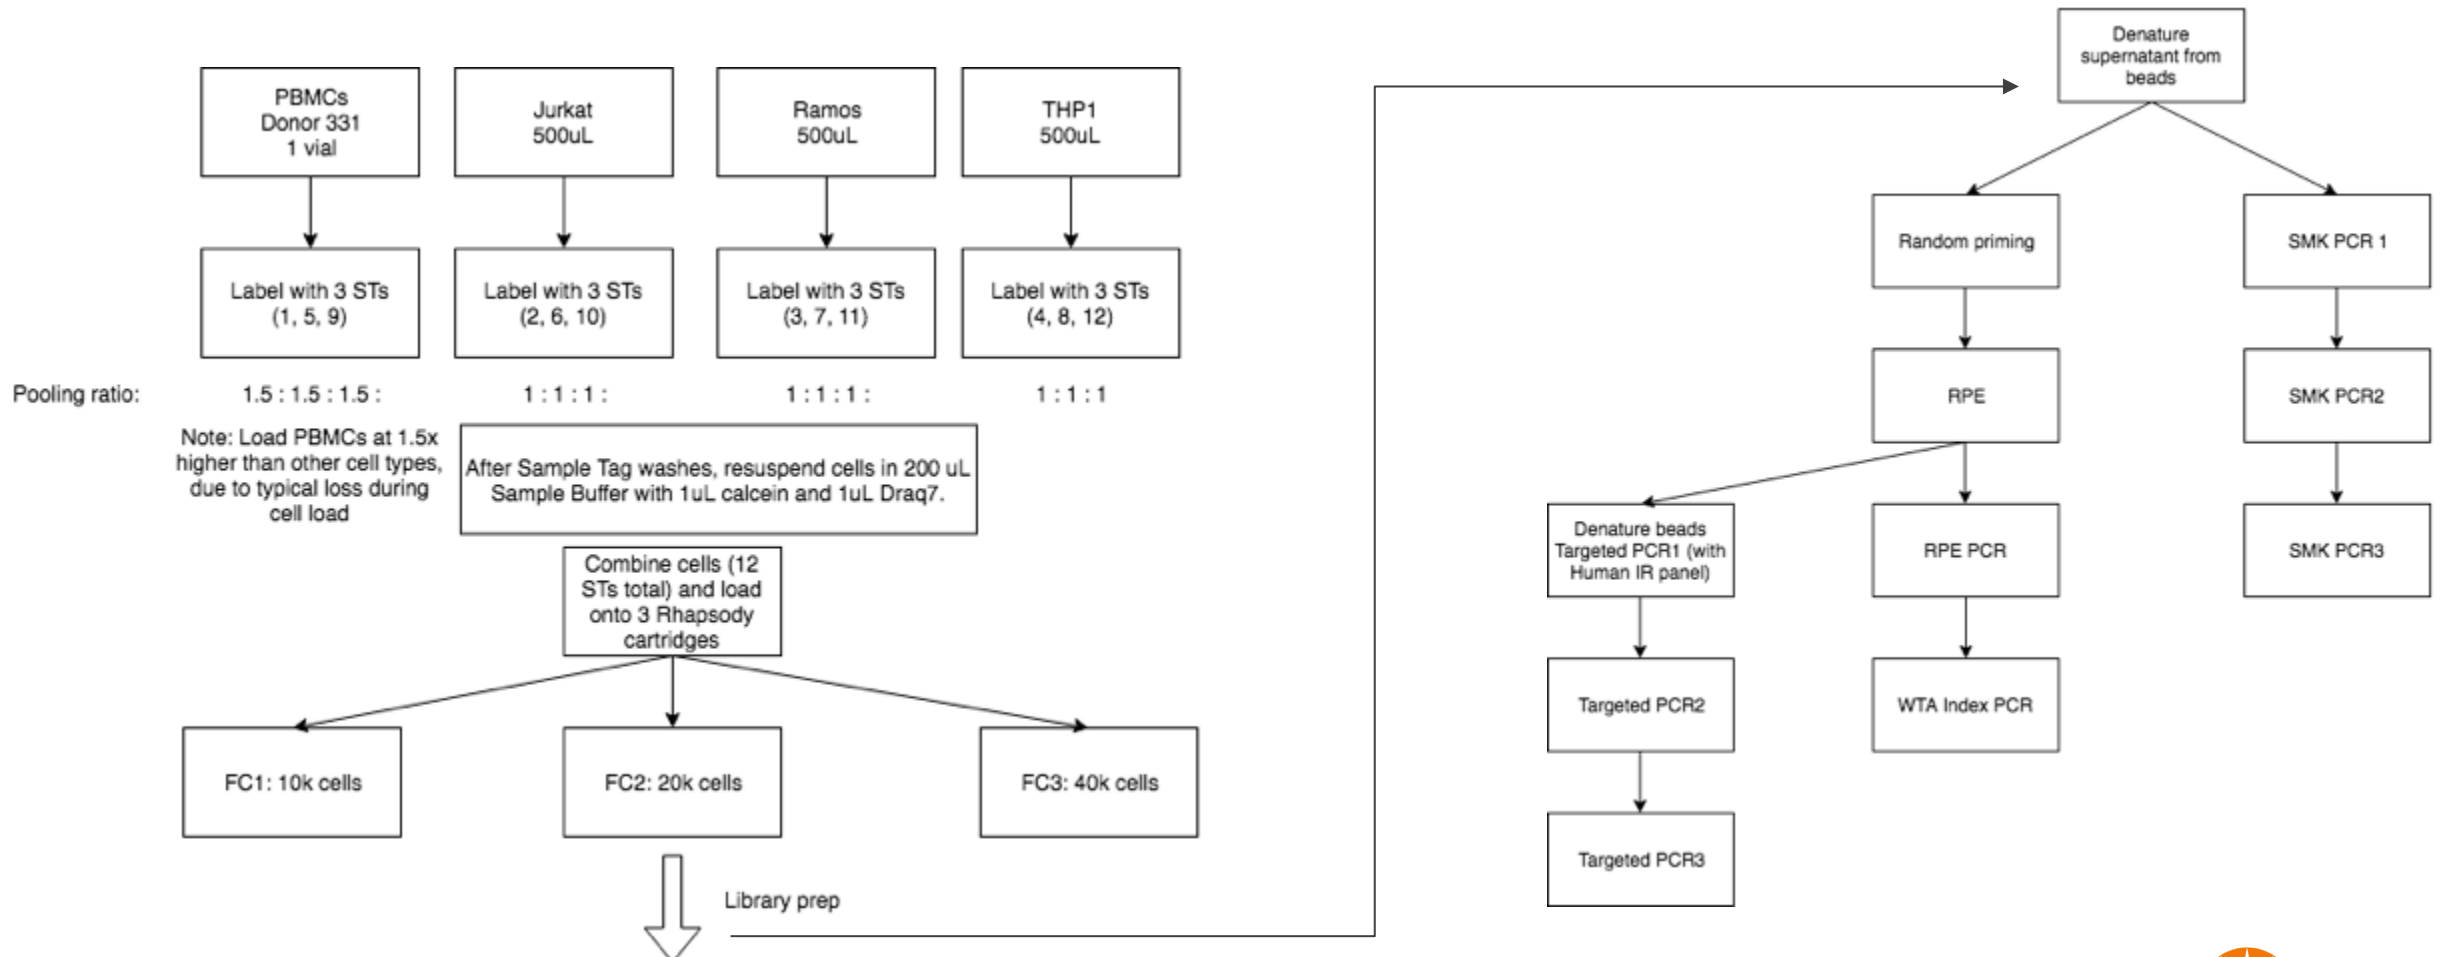 PBMCs
Donor 331
1 vial
Jurkat
500uL
Ramos
500uL
THP1
500uL
Label with 3 STs
(1, 5, 9)
Label with 3 STs
(2, 6, 10)
Label with 3 STs
(3, 7, 11)
Label with 3 STs
(4, 8, 12)
Pooling ratio:
1.5 : 1.5 : 1.5 :
1 : 1 : 1 :
1 : 1 : 1 :
1 : 1 : 1
Note: Load PBMCs at 1.5x
higher than other cell types,
due to typical loss during
cell load
After Sample Tag washes, resuspend cells in 200 uL
Sample Buffer with 1uL calcein and 1uL Draq7.
Combine cells (12
STs total) and load
onto 3 Rhapsody
cartridges
FC1: 10k cells
FC2: 20k cells
FC3: 40k cells
Library prep
Denature
supernatant from
beads
Random priming
SMK PCR 1
RPE
SMK PCR2
Denature beads
Targeted PCR1 (with
Human IR panel)
RPE PCR
SMK PCR3
Targeted PCR2
WTA Index PCR
Targeted PCR3